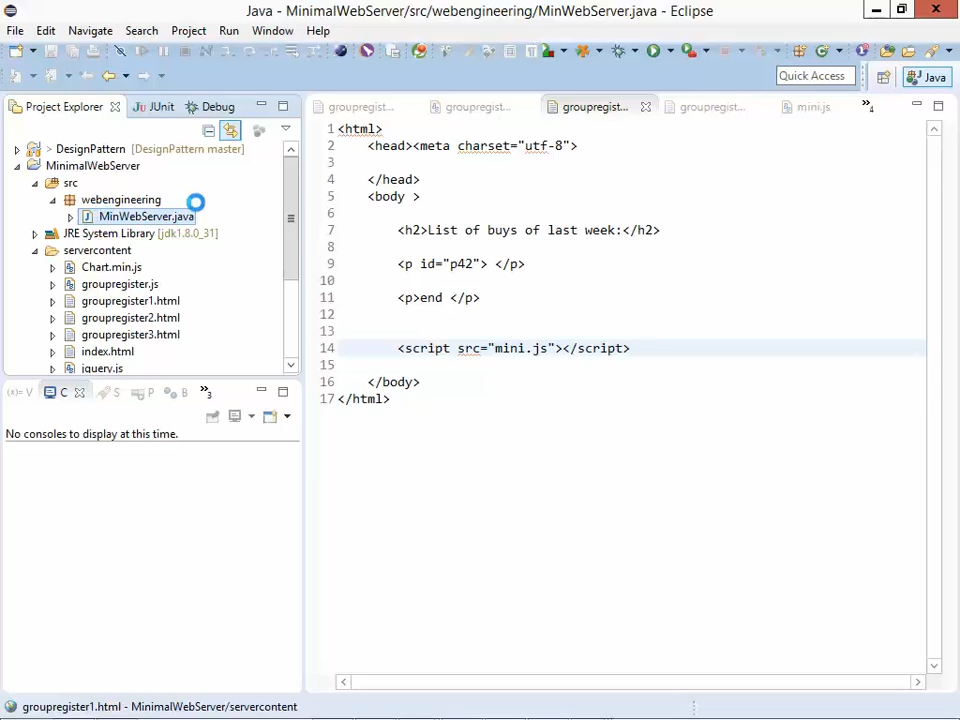 Java - MinimalWebServer/src/webengineering/MinWebServer.java - Eclipse
File Edit Navigate Search Project Run Window Help
Quick Access
Java
Project Explorer
JUnit
Debug
> DesignPattern [DesignPattern master]
MinimalWebServer
src
webengineering
MinWebServer.java
JRE System Library [jdk1.8.0_31]
servercontent
Chart.min.js
groupregister.js
groupregister1.html
groupregister2.html
groupregister3.html
index.html
jquery.js
(x)= V
C
S
P
B
»3
No consoles to display at this time.
groupregist...
groupregist...
groupregist...
groupregist...
mini.js
»4
1 <html>
2 <head><meta charset="utf-8">
3
4 </head>
5 <body >
6
7 <h2>List of buys of last week:</h2>
8
9 <p id="p42"> </p>
10
11 <p>end </p>
12
13
14 <script src="mini.js"></script>
15
16 </body>
17 </html>
groupregister1.html - MinimalWebServer/servercontent